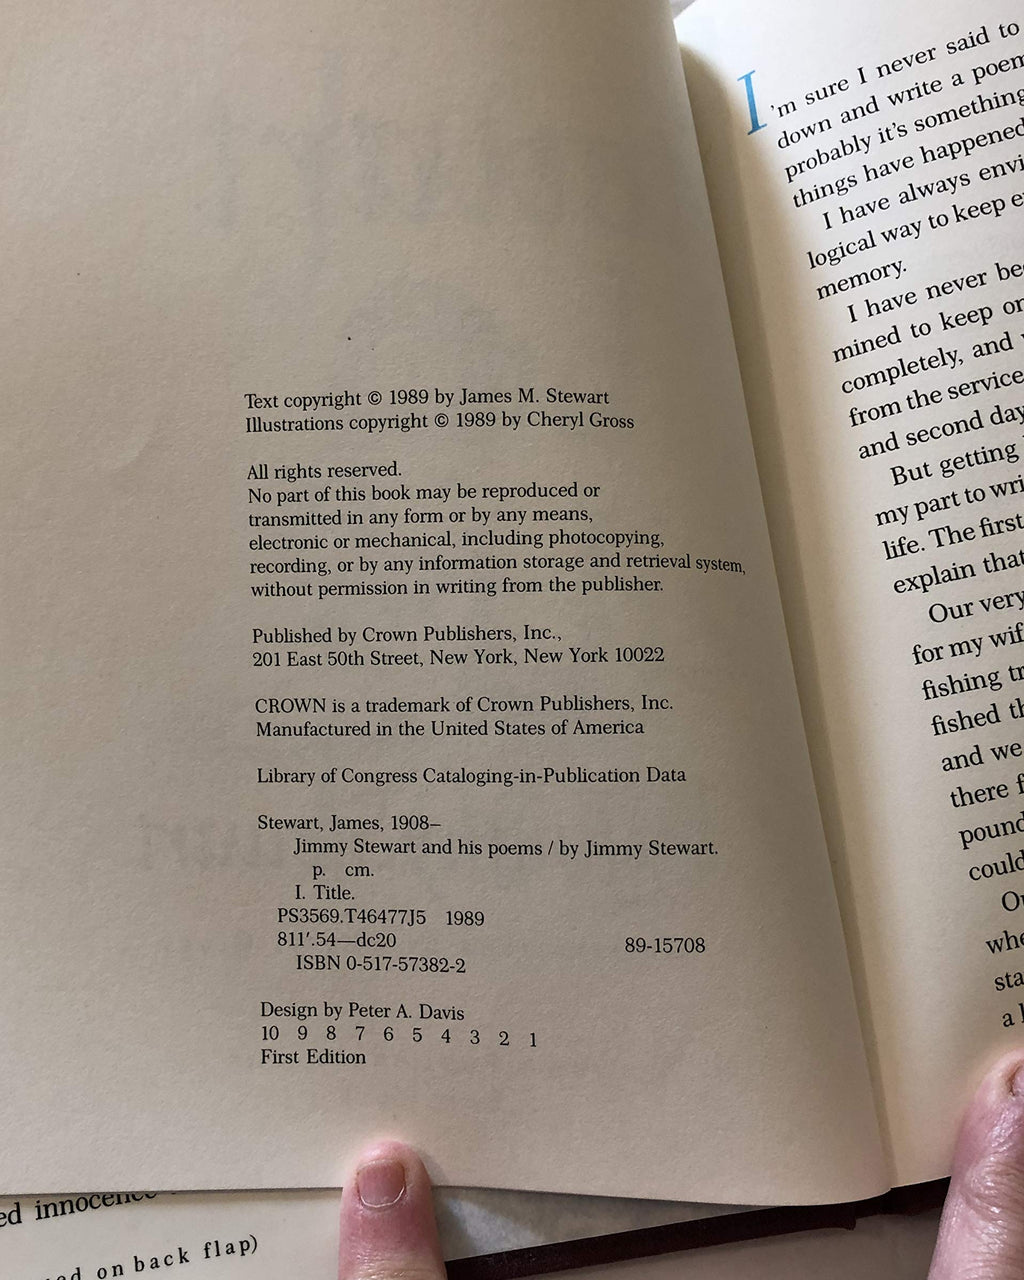 Text copyright © 1989 by James M. Stewart
Illustrations copyright © 1989 by Cheryl Gross
All rights reserved.
No part of this book may be reproduced or
transmitted in any form or by any means,
electronic or mechanical, including photocopying,
recording, or by any information storage and retrieval system,
without permission in writing from the publisher.
Published by Crown Publishers, Inc.,
201 East 50th Street, New York, New York 10022
CROWN is a trademark of Crown Publishers, Inc.
Manufactured in the United States of America
Library of Congress Cataloging-in-Publication Data
Stewart, James, 1908–
Jimmy Stewart and his poems / by Jimmy Stewart.
p. cm.
I. Title.
PS3569.T46477J5 1989
811'.54—dc20 89-15708
ISBN 0-517-57382-2
Design by Peter A. Davis
10 9 8 7 6 5 4 3 2 1
First Edition
innocence
on back flap)
I'm sure I never said to
down and write a poem
probably it's something
things have happened
I have always
logical way to keep
memory.
I have never
mined to keep
completely, and
from the service
and second day
But getting
my part to
life. The first
explain that
Our very
for my
fishing
fished
and we
there
could